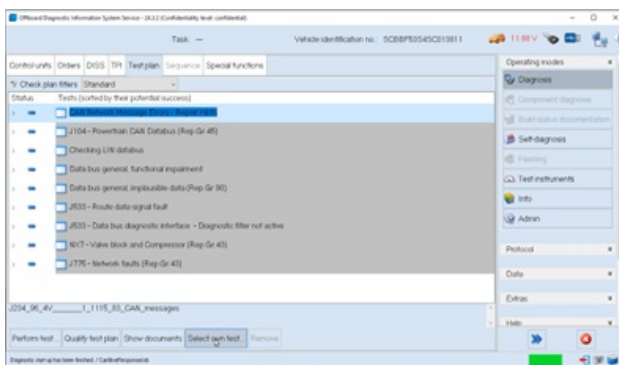 Offboard Diagnostic Information System Service - 24.3.2 (Confidentiality level: confidential)
Task: ---
Vehicle identification no.:
11.88 V
Control units
Orders
DISS
TPI
Test plan
Sequence
Special functions
Check plan filters
Standard
Status
Tests (sorted by their potential success)
CAN Network Message Errors - Repair Hints
J104 - Powertrain CAN Databus (Rep.Gr.45)
Checking LIN databus
Data bus general, functional impairment
Data bus general, implausible data (Rep.Gr.90)
J533 - Route data signal fault
J533 - Data bus diagnostic interface - Diagnostic filter not active
NX7 - Valve block and Compressor (Rep.Gr.43)
J775 - Network faults (Rep.Gr.43)
J234_95_4V_____1_1115_03_CAN_messages
Perform test...
Qualify test plan
Show documents
Select own test...
Remove
Operating modes
Diagnosis
Component diagnosis
Build status documentation
Self-diagnosis
Flashing
Test instruments
Info
Admin
Protocol
Data
Extras
Help
Diagnostic start-up has been finished.